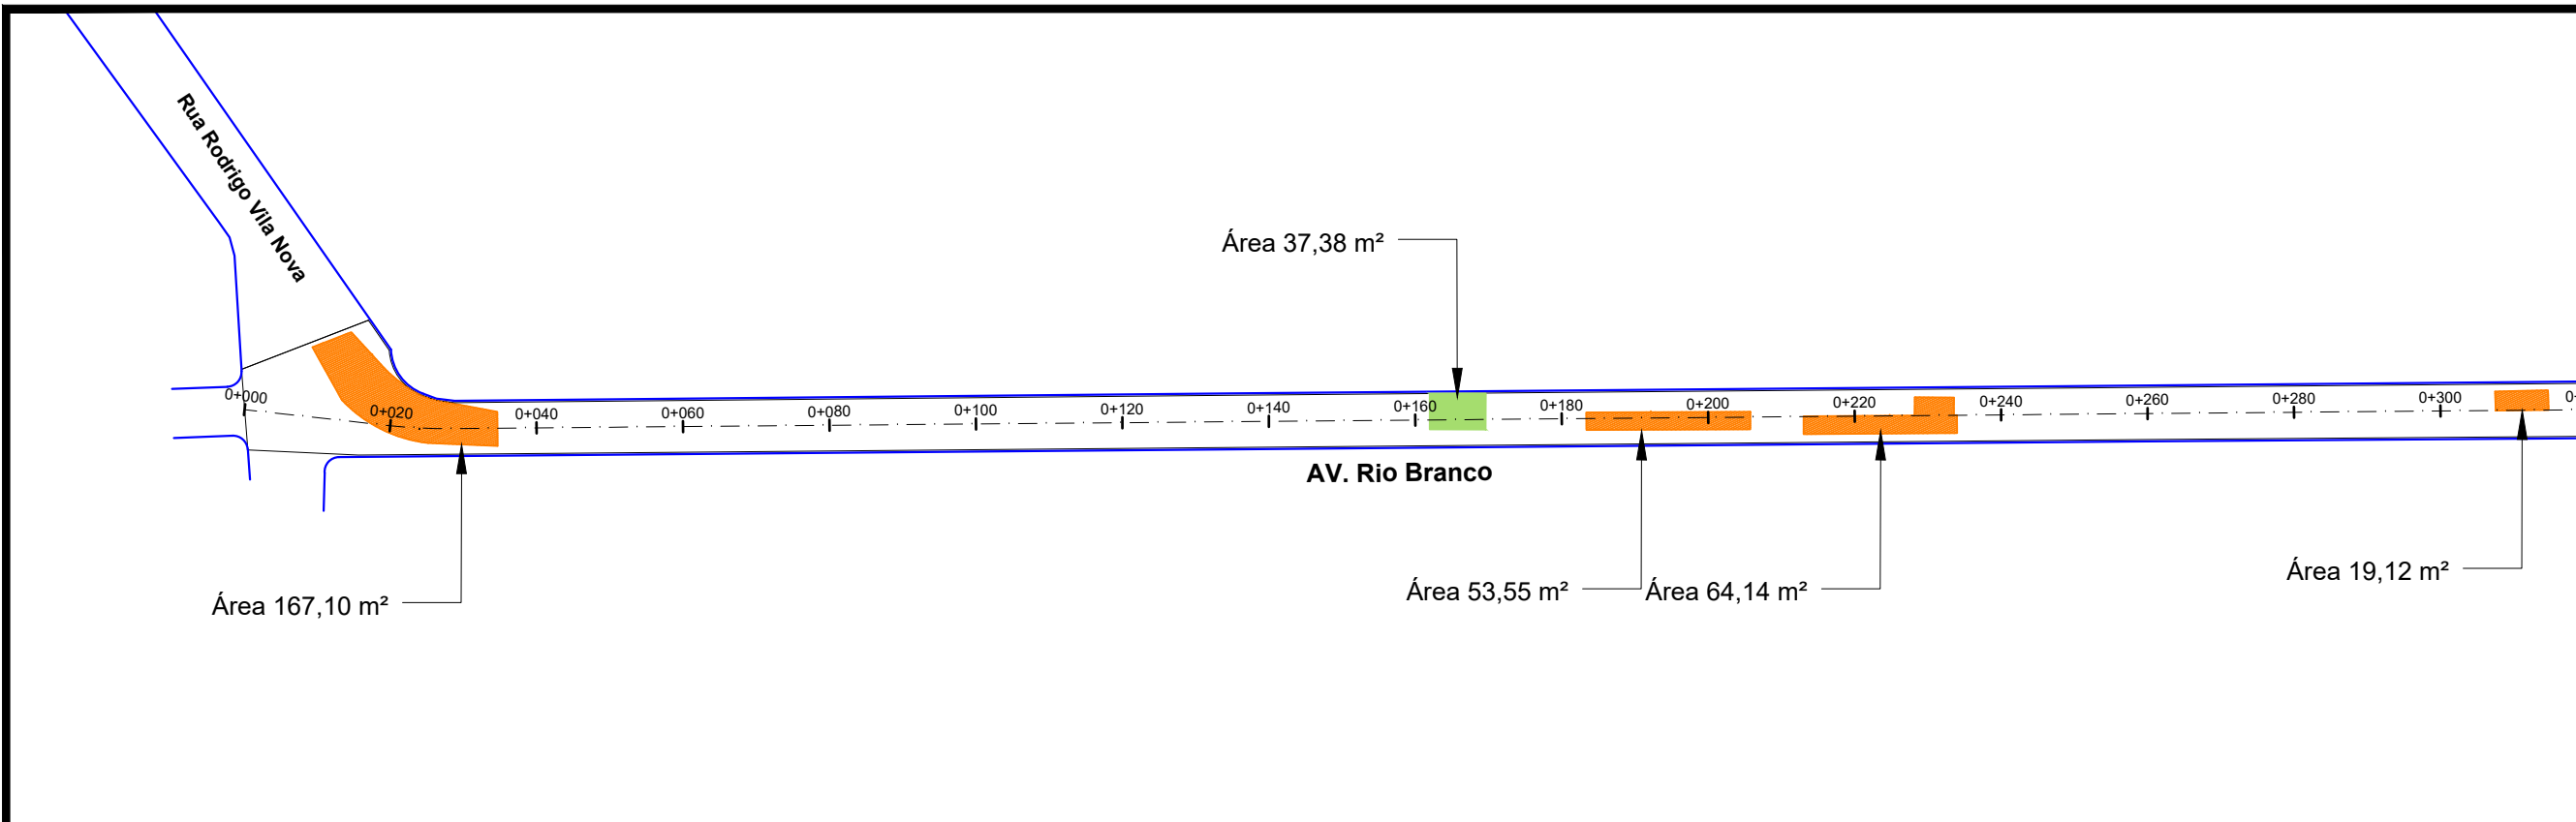 Rua Rodrigo Vila Nova
Área 37,38 m²
0+000
0+020
0+040
0+060
0+080
0+100
0+120
0+140
0+160
0+180
0+200
0+220
0+240
0+260
0+280
0+300
AV. Rio Branco
Área 167,10 m²
Área 53,55 m²
Área 64,14 m²
Área 19,12 m²